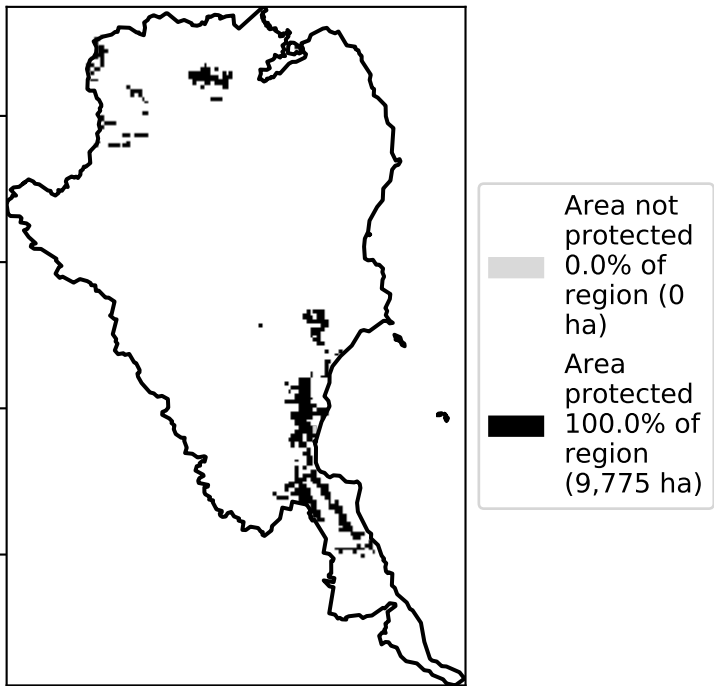 Area not
protected
0.0% of
region (0
ha)
Area
protected
100.0% of
region
(9,775 ha)